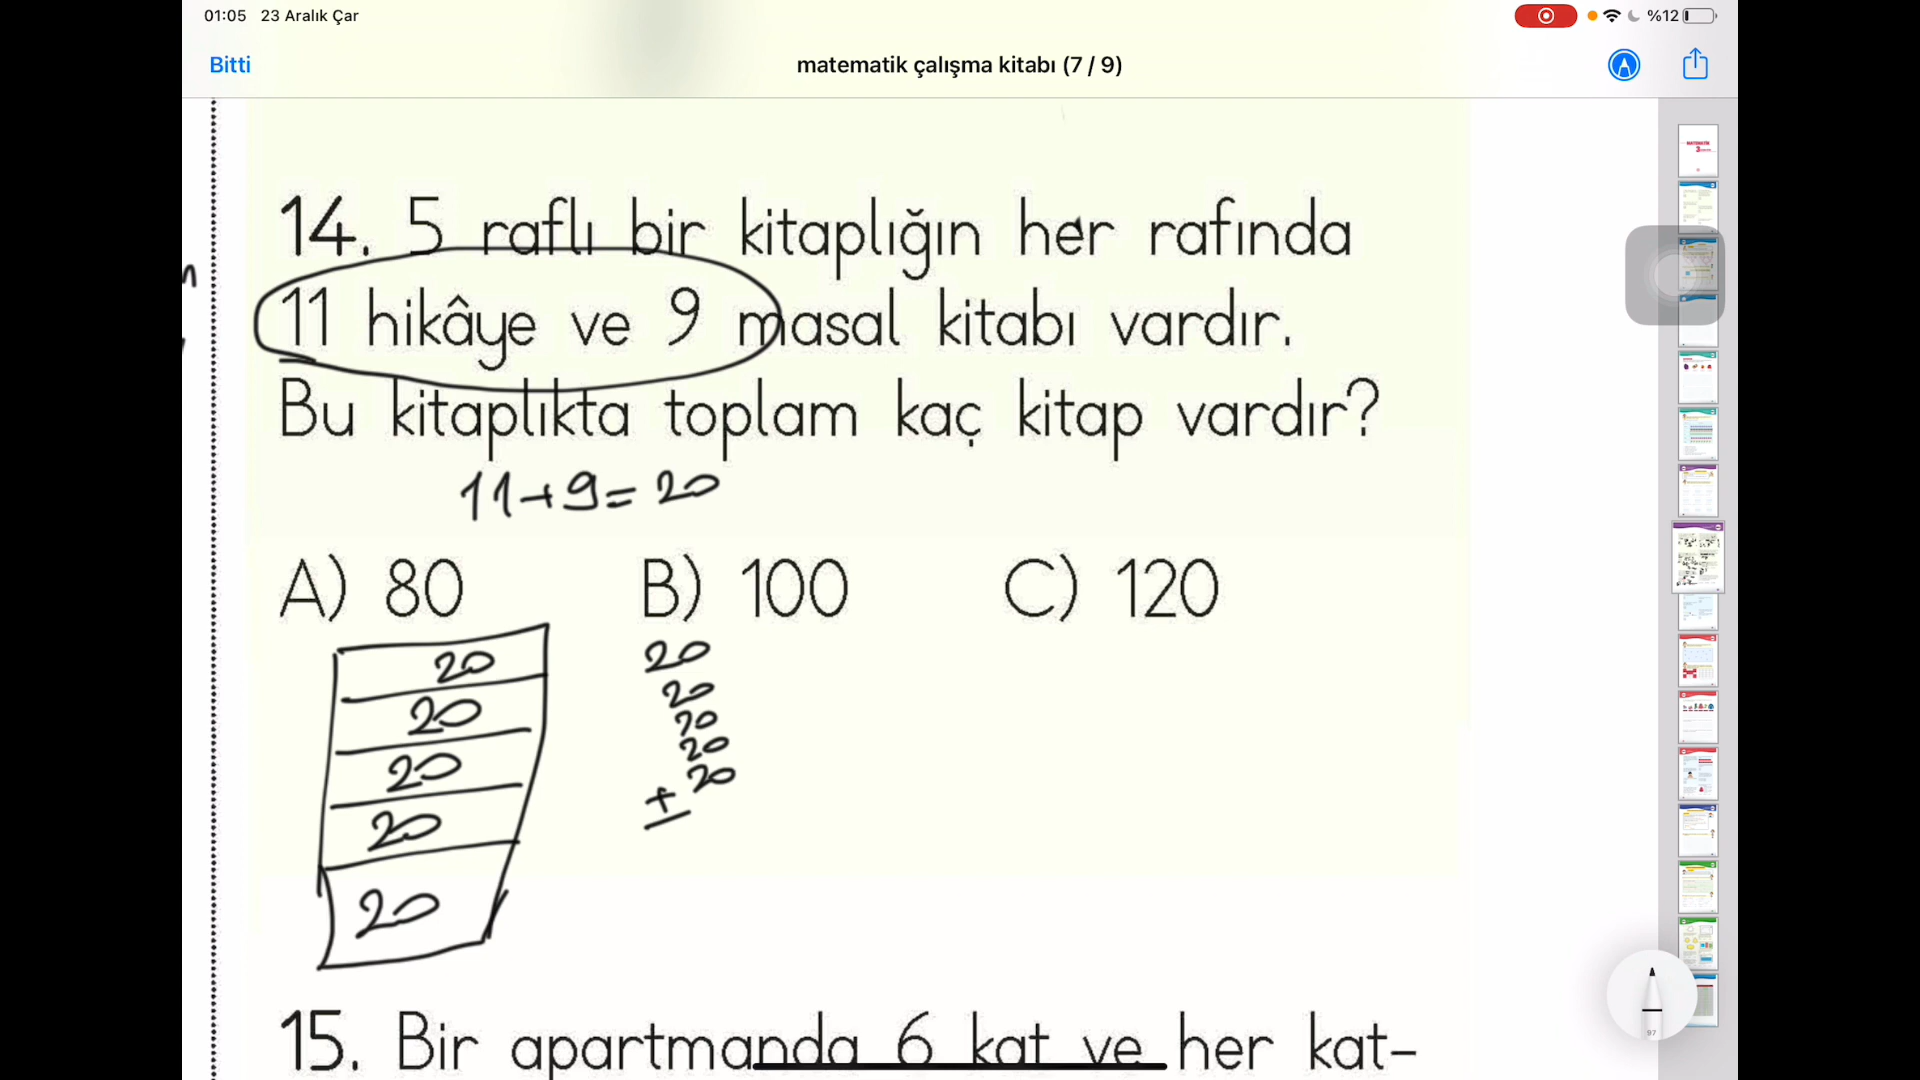 01:05 23 Aralık Çar
%12
Bitti
matematik çalışma kitabı (7 / 9)
14. 5 raflı bir kitaplığın her rafında
11 hikâye ve 9 masal kitabı vardır.
Bu kitaplıkta toplam kaç kitap vardır?
11+9=20
A) 80 B) 100 C) 120
20
20
20
20
20
20
20
20
20
+ 20
15. Bir apartmanda 6 kat ve her kat-
97